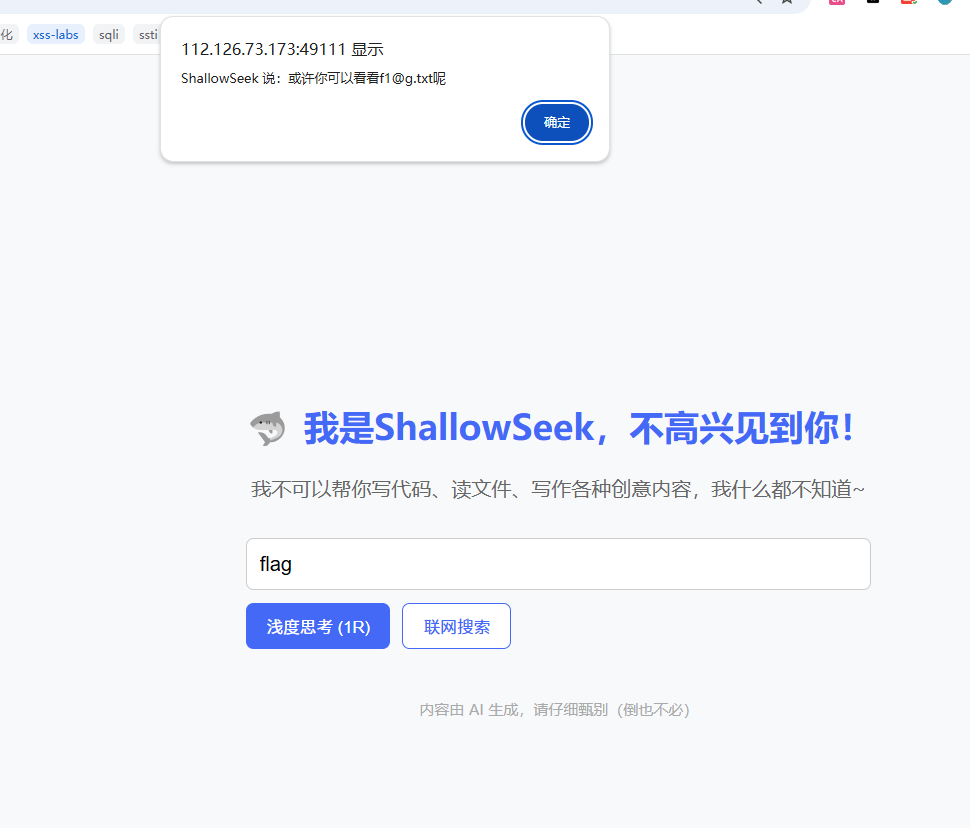 化 xss-labs sqli ssti
112.126.73.173:49111 显示
ShallowSeek 说：或许你可以看看f1@g.txt呢
确定
我是ShallowSeek，不高兴见到你！
我不可以帮你写代码、读文件、写作各种创意内容，我什么都不知道~
flag
浅度思考 (1R) 联网搜索
内容由 AI 生成，请仔细甄别（倒也不必）